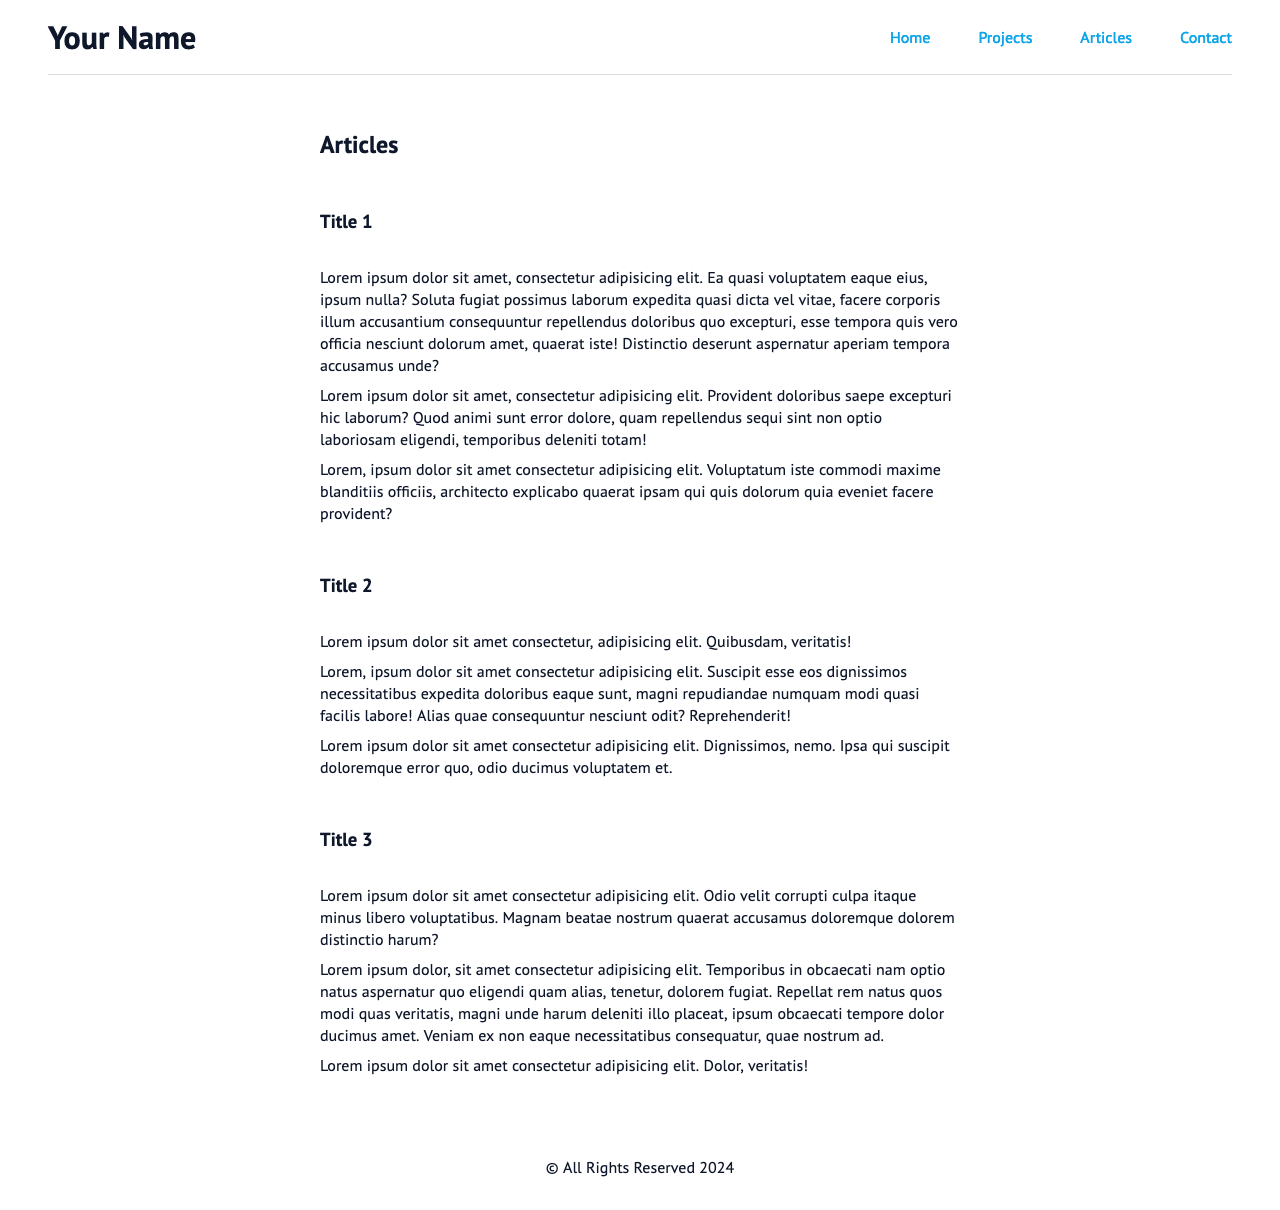 Your Name
Home Projects Articles Contact
Articles
Title 1
Lorem ipsum dolor sit amet, consectetur adipisicing elit. Ea quasi voluptatem eaque eius,
ipsum nulla? Soluta fugiat possimus laborum expedita quasi dicta vel vitae, facere corporis
illum accusantium consequuntur repellendus doloribus quo excepturi, esse tempora quis vero
officia nesciunt dolorum amet, quaerat iste! Distinctio deserunt aspernatur aperiam tempora
accusamus unde?
Lorem ipsum dolor sit amet, consectetur adipisicing elit. Provident doloribus saepe excepturi
hic laborum? Quod animi sunt error dolore, quam repellendus sequi sint non optio
laboriosam eligendi, temporibus deleniti totam!
Lorem, ipsum dolor sit amet consectetur adipisicing elit. Voluptatum iste commodi maxime
blanditiis officiis, architecto explicabo quaerat ipsam qui quis dolorum quia eveniet facere
provident?
Title 2
Lorem ipsum dolor sit amet consectetur, adipisicing elit. Quibusdam, veritatis!
Lorem, ipsum dolor sit amet consectetur adipisicing elit. Suscipit esse eos dignissimos
necessitatibus expedita doloribus eaque sunt, magni repudiandae numquam modi quasi
facilis labore! Alias quae consequuntur nesciunt odit? Reprehenderit!
Lorem ipsum dolor sit amet consectetur adipisicing elit. Dignissimos, nemo. Ipsa qui suscipit
doloremque error quo, odio ducimus voluptatem et.
Title 3
Lorem ipsum dolor sit amet consectetur adipisicing elit. Odio velit corrupti culpa itaque
minus libero voluptatibus. Magnam beatae nostrum quaerat accusamus doloremque dolorem
distinctio harum?
Lorem ipsum dolor, sit amet consectetur adipisicing elit. Temporibus in obcaecati nam optio
natus aspernatur quo eligendi quam alias, tenetur, dolorem fugiat. Repellat rem natus quos
modi quas veritatis, magni unde harum deleniti illo placeat, ipsum obcaecati tempore dolor
ducimus amet. Veniam ex non eaque necessitatibus consequatur, quae nostrum ad.
Lorem ipsum dolor sit amet consectetur adipisicing elit. Dolor, veritatis!
© All Rights Reserved 2024